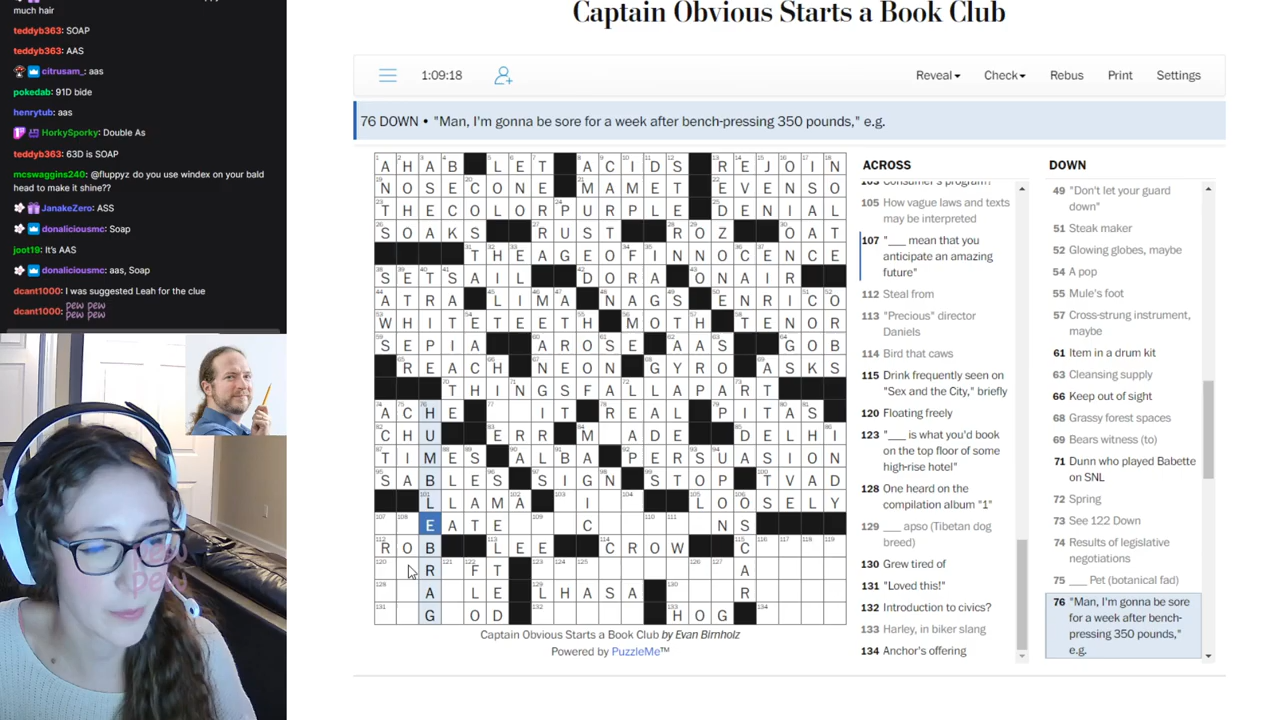 much hair
teddyb363: SOAP
teddyb363: AAS
citrusam_: aas
pokedab: 91D bide
henrytub: aas
HorkySporky: Double As
teddyb363: 63D is SOAP
mcswaggins240: @fluppyz do you use windex on your bald
head to make it shine??
JanakeZero: ASS
donaliciousmc: Soap
joot19: It's AAS
donaliciousmc: aas, Soap
dcant1000: I was suggested Leah for the clue
dcant1000: pew pew
pew pew
pew
pew
Captain Obvious Starts a Book Club
1:09:18
Reveal
Check
Rebus
Print
Settings
76 DOWN • "Man, I'm gonna be sore for a week after bench-pressing 350 pounds," e.g.
A H A B L E T A C I D S R E J O I N
N O S E C O N E M A M E T E V E N S O
T H E C O L O R P U R P L E D E N I A L
S O A K S R U S T R O Z O A T
T H E A G E O F I N N O C E N C E
S E T S A I L D O R A O N A I R
A T R A L I M A N A G S E N R I C O
W H I T E T E E T H M O T H T E N O R
S E P I A A R O S E A A S G O B
R E A C H N E O N G Y R O A S K S
T H I N G S F A L L A P A R T
A C H E I T R E A L P I T A S
C H U E R R M A D E D E L H I
T I M E S A L B A P E R S U A S I O N
S A B L E S S I G N S T O P T V A D
L L A M A I L O O S E L Y
E A T E C N S
R O B L E E C R O W C
R F T A
A L E L H A S A R
G O D H O G
Captain Obvious Starts a Book Club by Evan Birnholz
Powered by PuzzleMe™
ACROSS
103 Consumer's program?
105 How vague laws and texts
may be interpreted
107 "___ mean that you
anticipate an amazing
future"
112 Steal from
113 "Precious" director
Daniels
114 Bird that caws
115 Drink frequently seen on
"Sex and the City," briefly
120 Floating freely
123 "___ is what you'd book
on the top floor of some
high-rise hotel"
128 One heard on the
compilation album "1"
129 ___ apso (Tibetan dog
breed)
130 Grew tired of
131 "Loved this!"
132 Introduction to civics?
133 Harley, in biker slang
134 Anchor's offering
DOWN
49 "Don't let your guard
down"
51 Steak maker
52 Glowing globes, maybe
54 A pop
55 Mule's foot
57 Cross-strung instrument,
maybe
61 Item in a drum kit
63 Cleansing supply
66 Keep out of sight
68 Grassy forest spaces
69 Bears witness (to)
71 Dunn who played Babette
on SNL
72 Spring
73 See 122 Down
74 Results of legislative
negotiations
75 ___ Pet (botanical fad)
76 "Man, I'm gonna be sore
for a week after bench-
pressing 350 pounds,"
e.g.